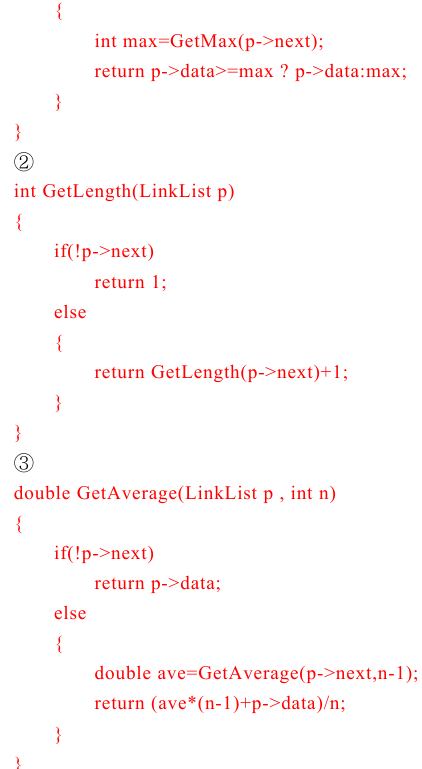 {
int max=GetMax(p->next);
return p->data>=max ? p->data:max;
}
}
②
int GetLength(LinkList p)
{
if(!p->next)
return 1;
else
{
return GetLength(p->next)+1;
}
}
③
double GetAverage(LinkList p , int n)
{
if(!p->next)
return p->data;
else
{
double ave=GetAverage(p->next,n-1);
return (ave*(n-1)+p->data)/n;
}
}